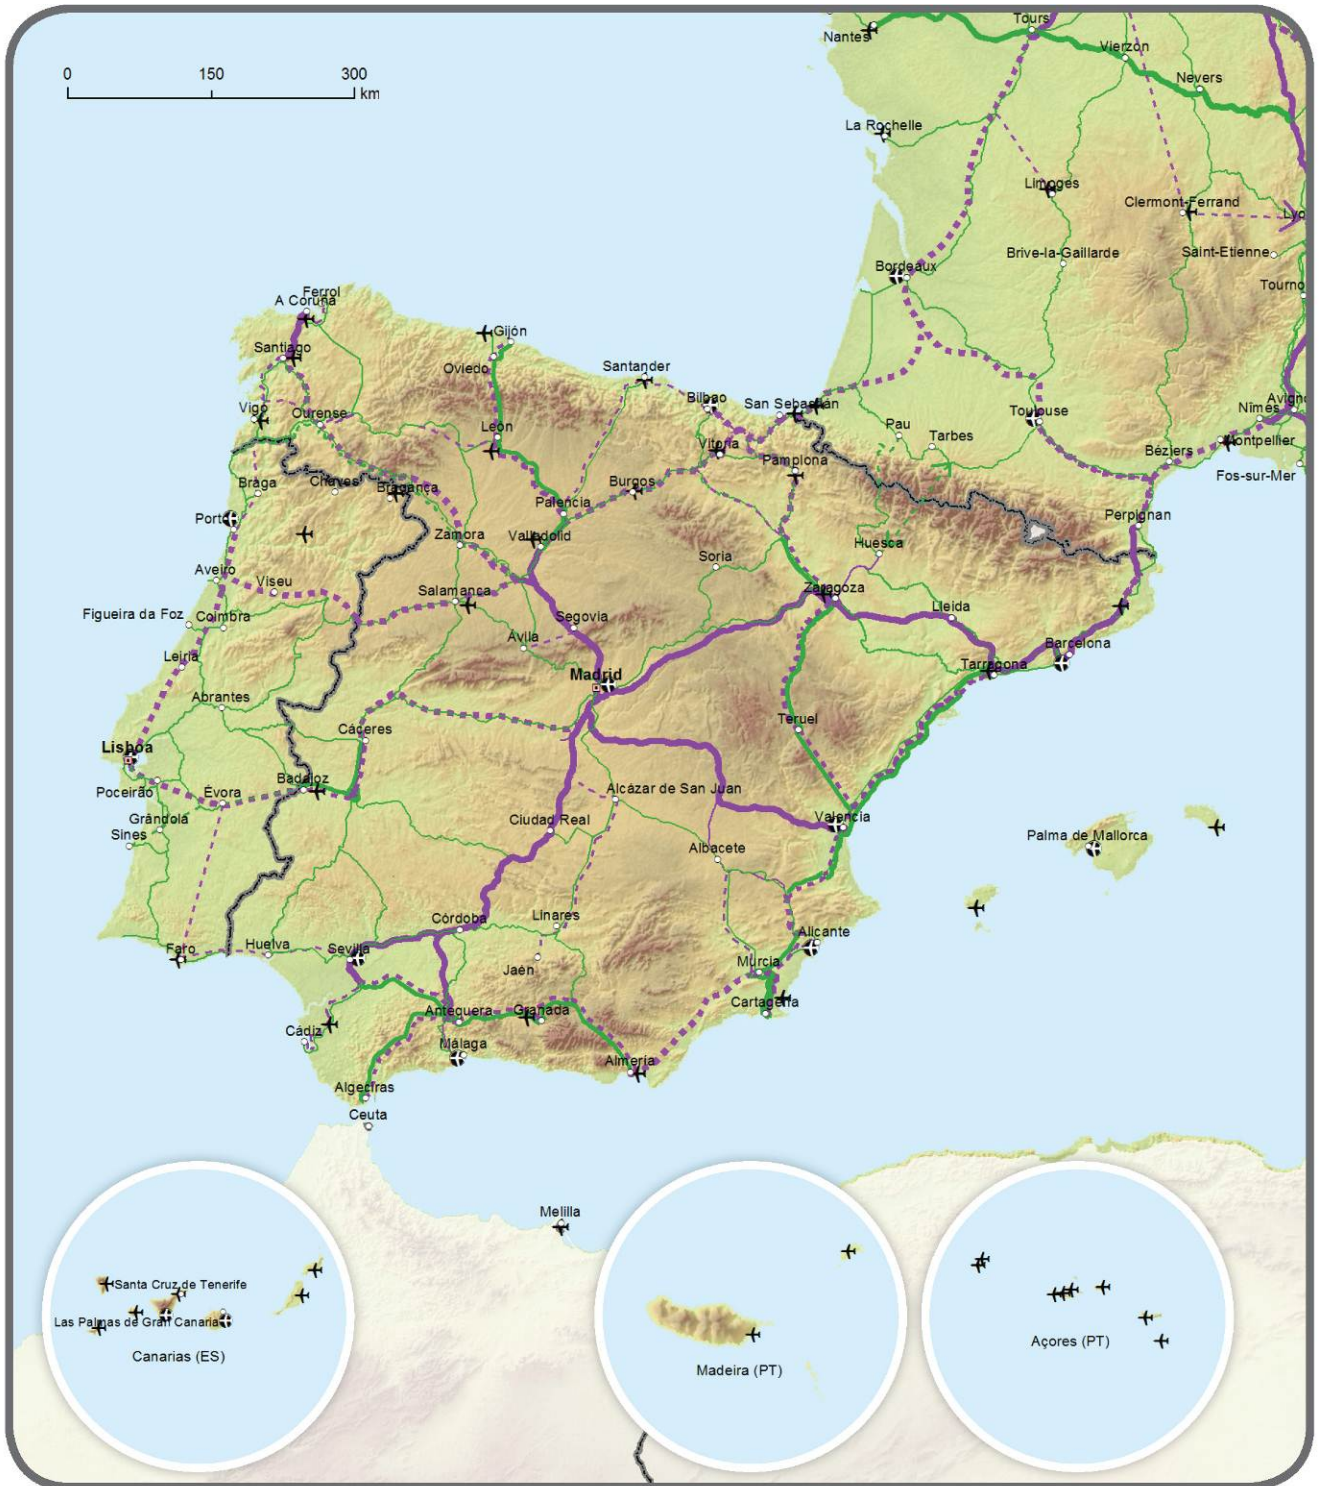 0 150 300
km
Nantes
Tours
Vierzon
Nevers
La Rochelle
Limoges
Clermont-Ferrand
Lyo
Bordeaux
Brive-la-Gaillarde
Saint-Etienne
Tourno
Ferrol
A Coruña
Gijón
Santiago
Oviedo
Santander
Bilbao
San Sebastián
Vigo
Ourense
León
Vitoria
Pau
Tarbes
Toulouse
Nîmes
Avigno
Montpellier
Béziers
Pamplona
Fos-sur-Mer
Braga
Chaves
Bragança
Burgos
Palencia
Perpignan
Porto
Zamora
Valladolid
Soria
Huesca
Aveiro
Viseu
Salamanca
Zaragoza
Figueira da Foz
Coimbra
Segovia
Lleida
Ávila
Barcelona
Leiria
Madrid
Tarragona
Abrantes
Cáceres
Teruel
Lisboa
Badajoz
Poceirão
Évora
Alcázar de San Juan
Grândola
Sines
Ciudad Real
Valencia
Albacete
Palma de Mallorca
Córdoba
Linares
Faro
Huelva
Sevilla
Alicante
Jaén
Murcia
Cartagena
Antequera
Granada
Cádiz
Málaga
Almería
Algeciras
Ceuta
Melilla
Santa Cruz de Tenerife
Las Palmas de Gran Canaria
Canarias (ES)
Madeira (PT)
Açores (PT)